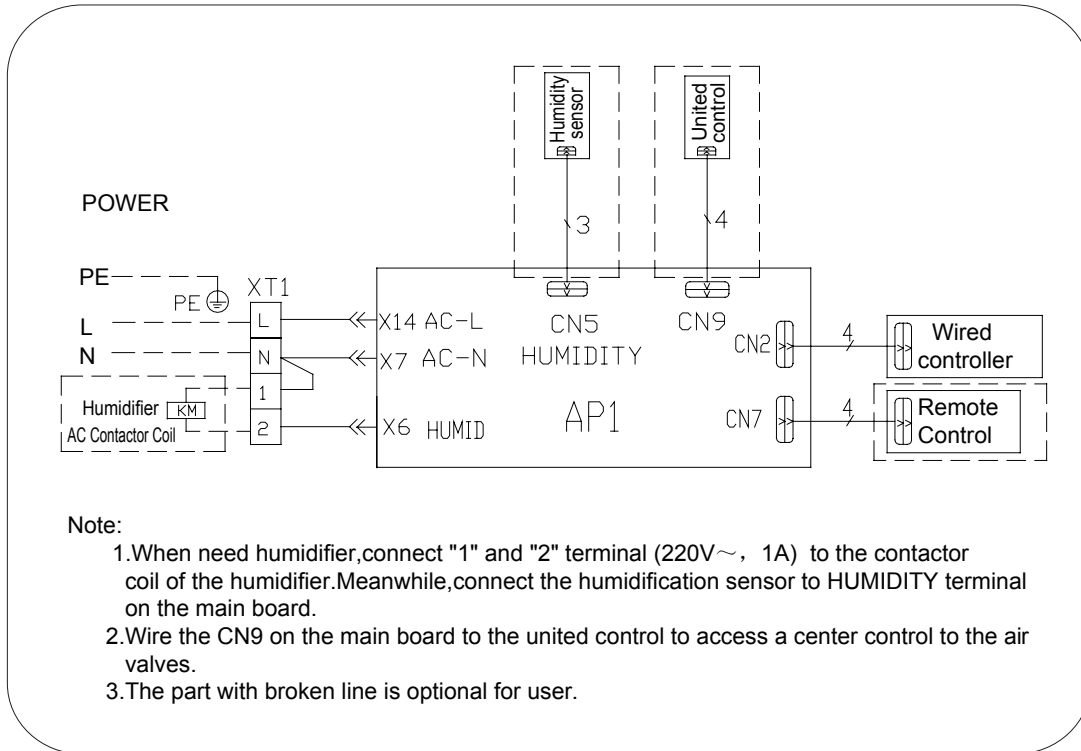 Humidity
sensor
United
control
3
4
POWER
PE
PE
XT1
L
L
X14 AC-L
CN5
CN9
N
N
X7 AC-N
HUMIDITY
CN2
4
Wired
controller
1
Humidifier KM
AC Contactor Coil
2
X6 HUMID
AP1
CN7
4
Remote
Control
Note:
1.When need humidifier,connect "1" and "2" terminal (220V～，1A) to the contactor
coil of the humidifier.Meanwhile,connect the humidification sensor to HUMIDITY terminal
on the main board.
2.Wire the CN9 on the main board to the united control to access a center control to the air
valves.
3.The part with broken line is optional for user.